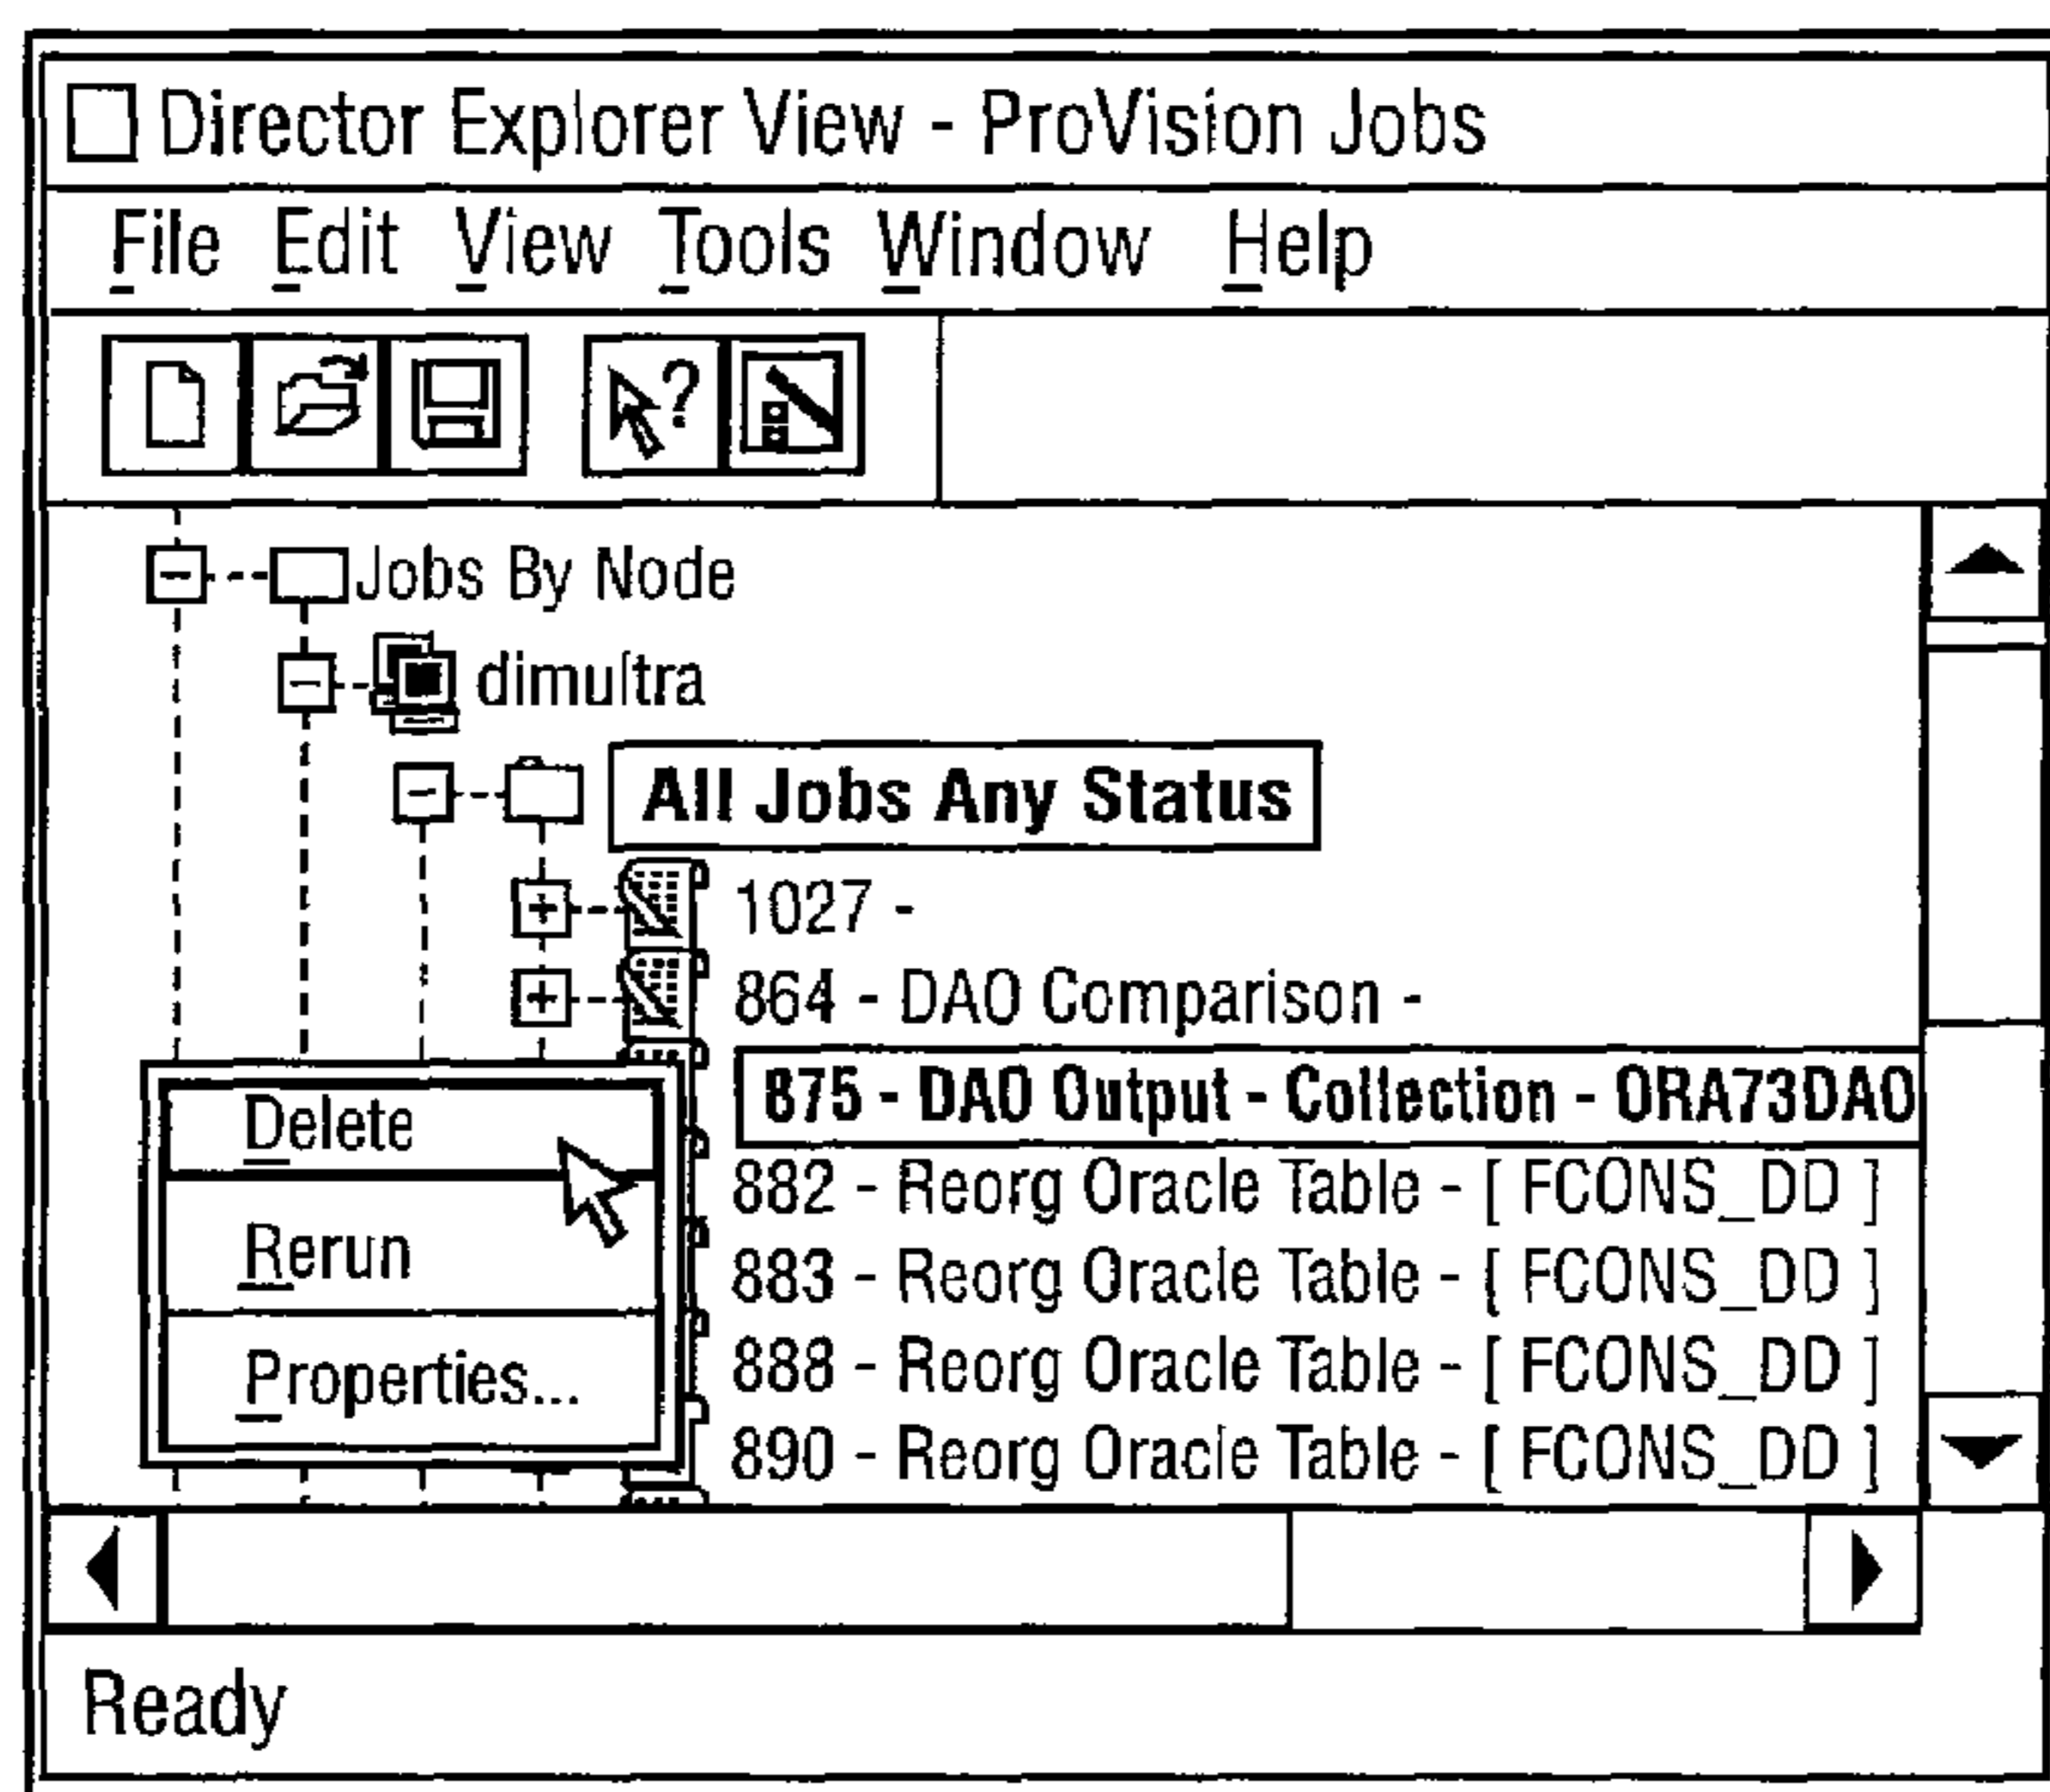 Director Explorer View - ProVision Jobs
File Edit View Tools Window Help
?
Jobs By Node
dimultra
All Jobs Any Status
1027 -
864 - DAO Comparison -
875 - DAO Output - Collection - ORA73DAO
Delete
882 - Reorg Oracle Table - [ FCONS_DD ]
Rerun
883 - Reorg Oracle Table - [ FCONS_DD ]
888 - Reorg Oracle Table - [ FCONS_DD ]
Properties...
890 - Reorg Oracle Table - [ FCONS_DD ]
Ready